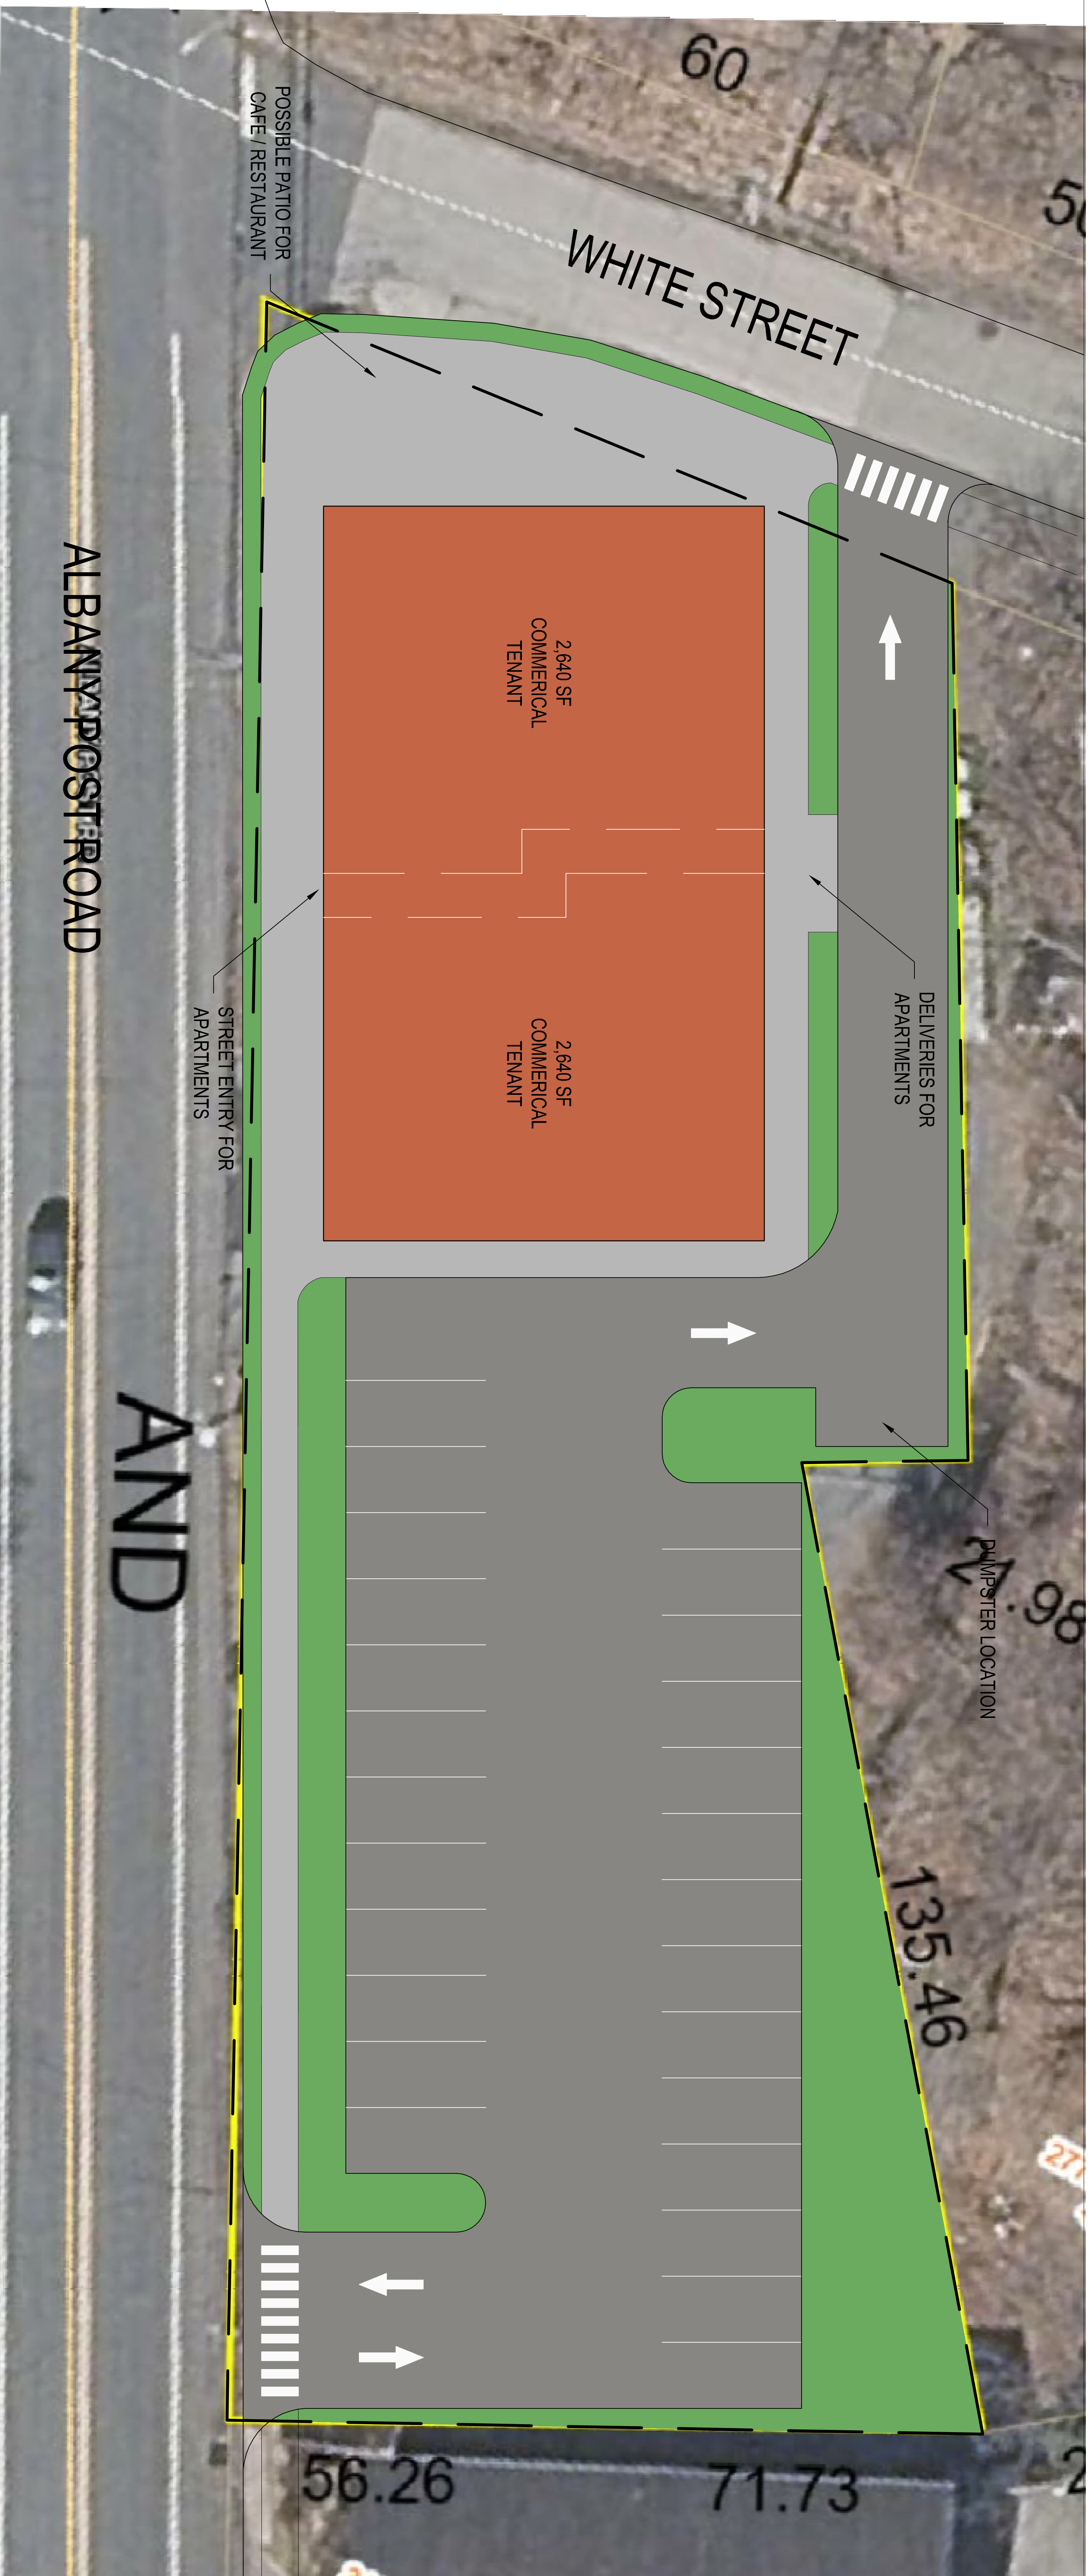 60
WHITE STREET
POSSIBLE PATIO FOR
CAFE / RESTAURANT
ALBANY POST ROAD
2,640 SF
COMMERICAL
TENANT
2,640 SF
COMMERICAL
TENANT
DELIVERIES FOR
APARTMENTS
STREET ENTRY FOR
APARTMENTS
AND
DUMPSTER LOCATION
135.46
56.26
71.73